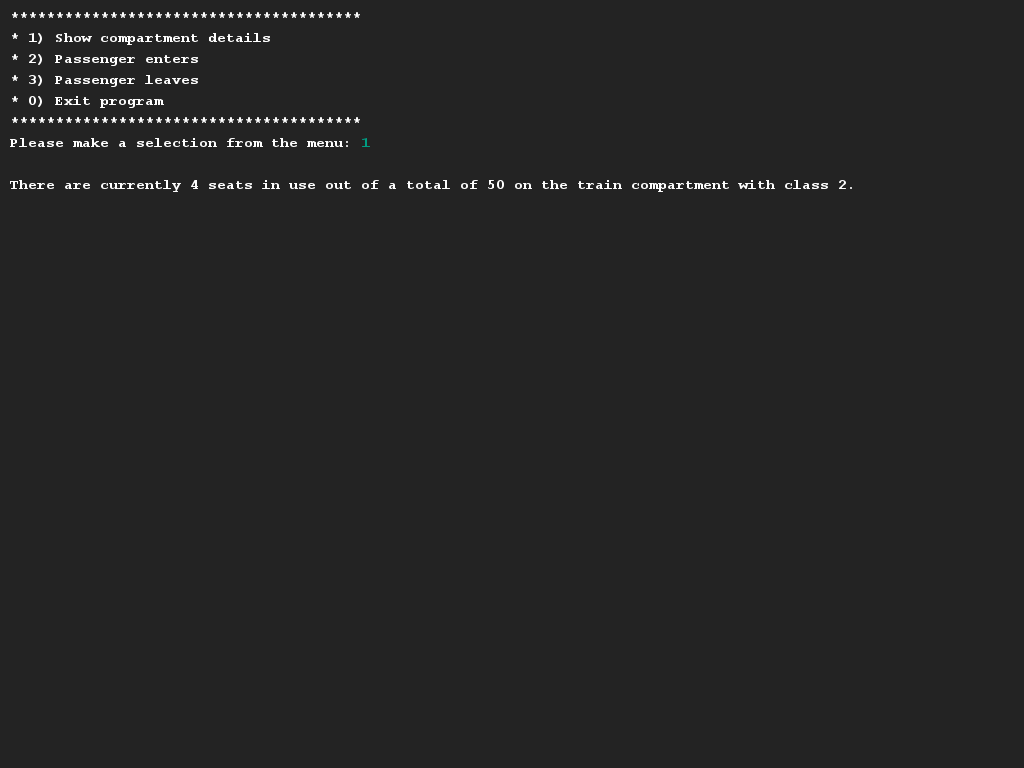 ***************************************
* 1) Show compartment details
* 2) Passenger enters
* 3) Passenger leaves
* 0) Exit program
***************************************
Please make a selection from the menu: 1
There are currently 4 seats in use out of a total of 50 on the train compartment with class 2.